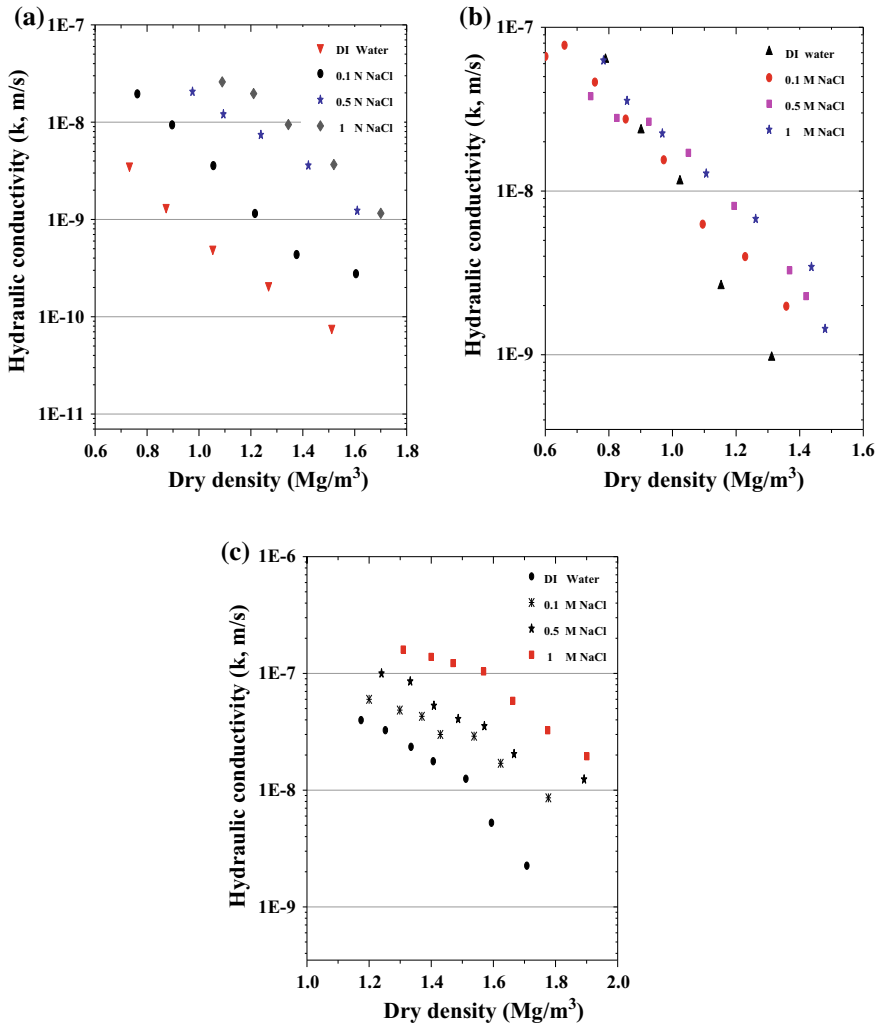 (a)
1E-7
1E-8
1E-9
1E-10
1E-11
Hydraulic conductivity (k, m/s)
DI Water
0.1 N NaCl
0.5 N NaCl
1 N NaCl
0.6 0.8 1.0 1.2 1.4 1.6 1.8
Dry density (Mg/m³)
(b)
1E-7
1E-8
1E-9
Hydraulic conductivity (k, m/s)
DI water
0.1 M NaCl
0.5 M NaCl
1 M NaCl
0.6 0.8 1.0 1.2 1.4 1.6
Dry density (Mg/m³)
(c)
1E-6
1E-7
1E-8
1E-9
Hydraulic conductivity (k, m/s)
DI Water
0.1 M NaCl
0.5 M NaCl
1 M NaCl
1.0 1.2 1.4 1.6 1.8 2.0
Dry density (Mg/m³)